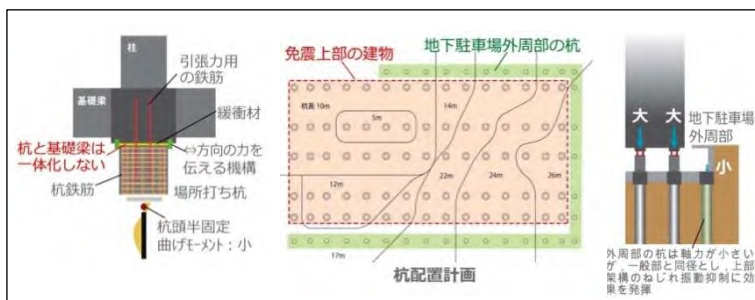 柱
引張力用
の鉄筋
基礎梁
緩衝材
杭と基礎梁は
一体化しない
⇔方向の力を
伝える機構
杭鉄筋
場所打ち杭
杭頭半固定
曲げモーメント：小
免震上部の建物
地下駐車場外周部の杭
杭長10m
14m
5m
12m
22m
24m
26m
17m
杭配置計画
大
大
地下駐車場
外周部
小
外周部の杭は軸力が小さい
が，一般部と同径とし，上部
架構のねじれ振動抑制に効
果を発揮